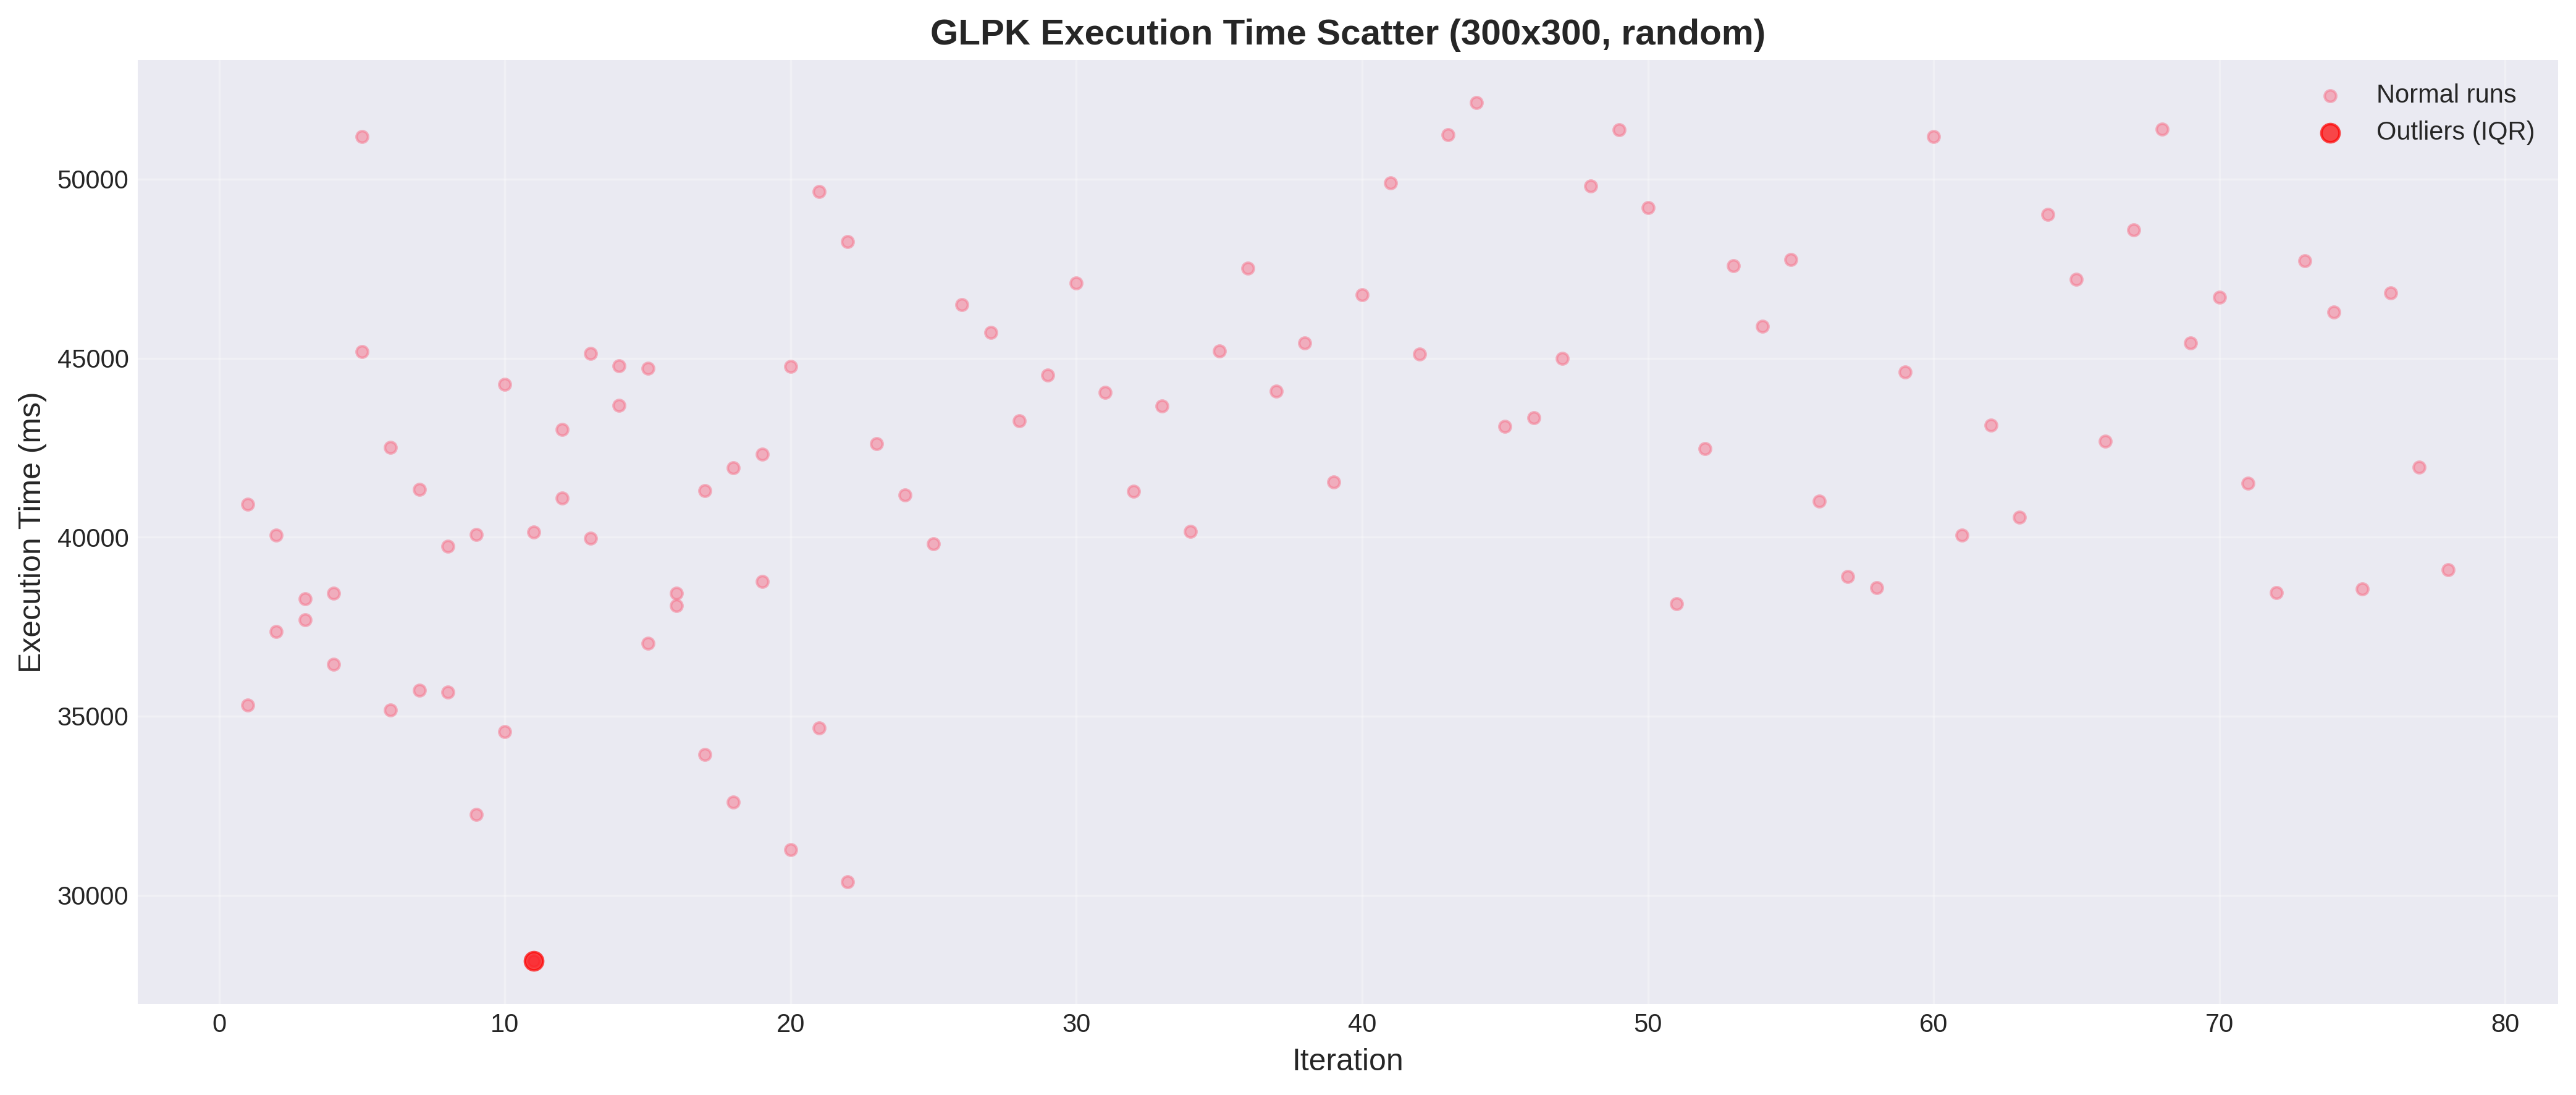 GLPK Execution Time Scatter (300x300, random)
Normal runs
Outliers (IQR)
Execution Time (ms)
50000
45000
40000
35000
30000
0 10 20 30 40 50 60 70 80
Iteration